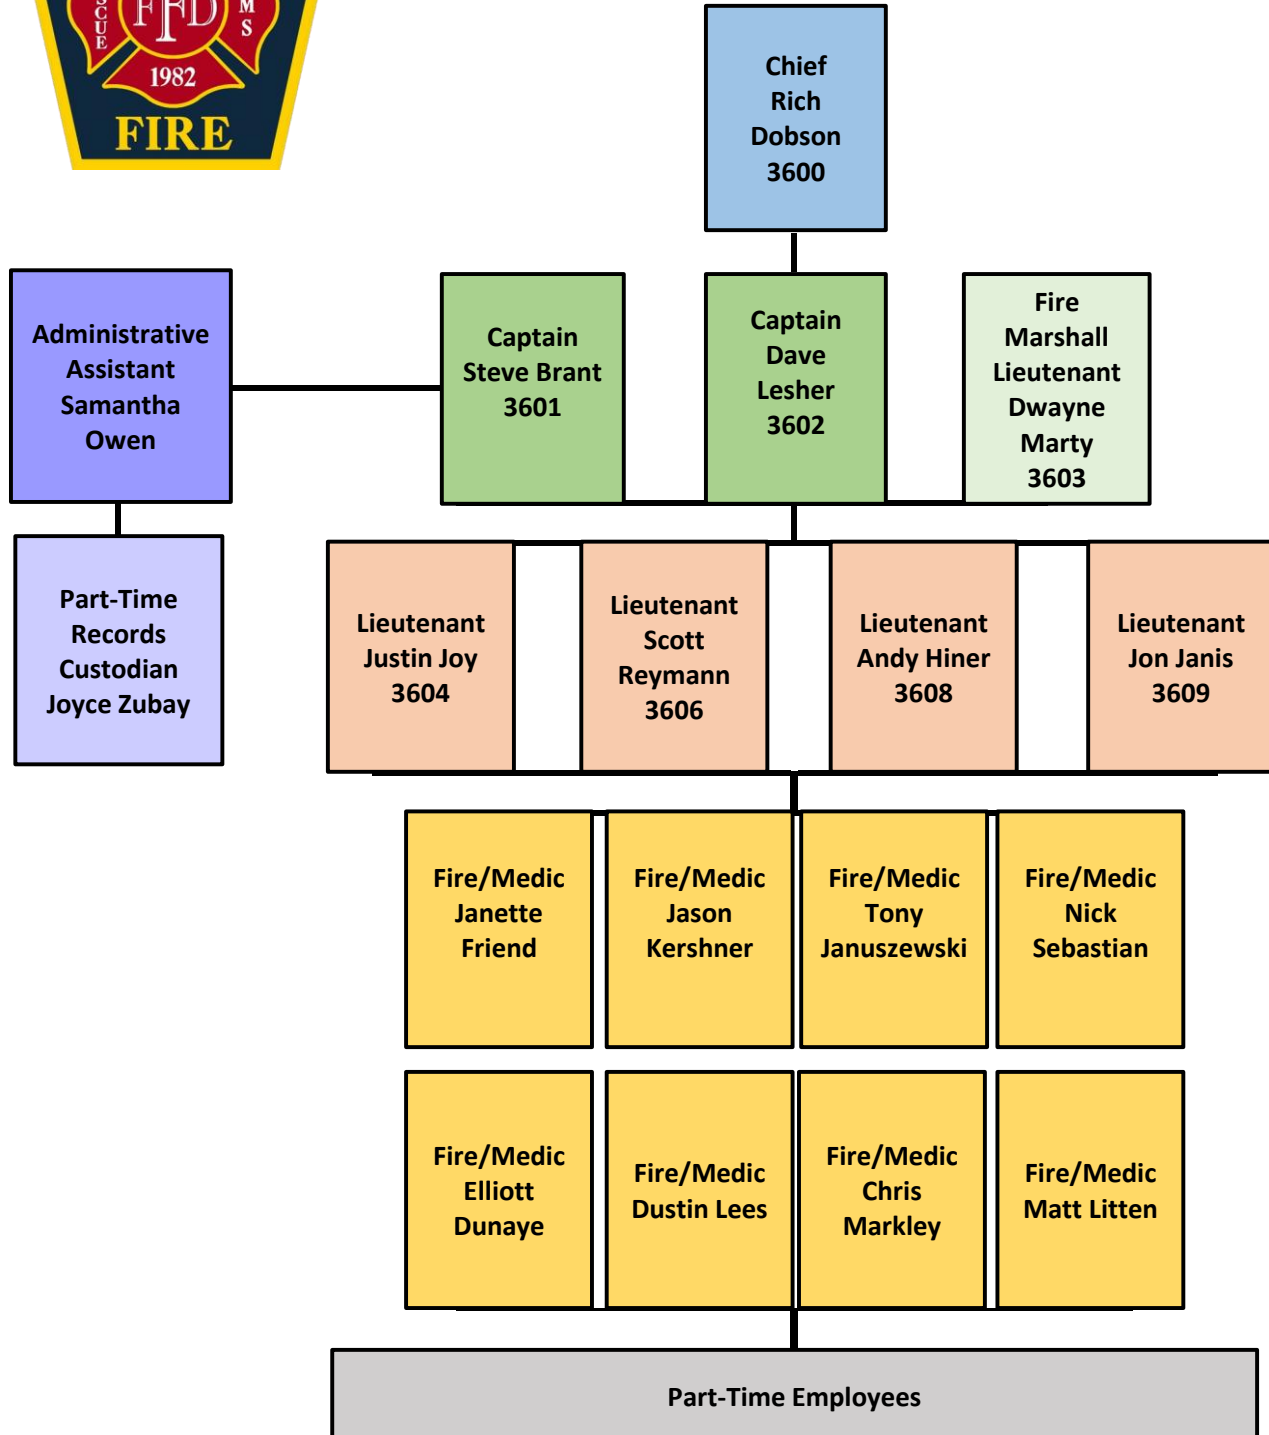 FFD
MS
1982
FIRE
Chief
Rich
Dobson
3600
Administrative
Assistant
Samantha
Owen
Captain
Steve Brant
3601
Captain
Dave
Lesher
3602
Fire
Marshall
Lieutenant
Dwayne
Marty
3603
Part-Time
Records
Custodian
Joyce Zubay
Lieutenant
Justin Joy
3604
Lieutenant
Scott
Reymann
3606
Lieutenant
Andy Hiner
3608
Lieutenant
Jon Janis
3609
Fire/Medic
Janette
Friend
Fire/Medic
Jason
Kershner
Fire/Medic
Tony
Januszewski
Fire/Medic
Nick
Sebastian
Fire/Medic
Elliott
Dunaye
Fire/Medic
Dustin Lees
Fire/Medic
Chris
Markley
Fire/Medic
Matt Litten
Part-Time Employees